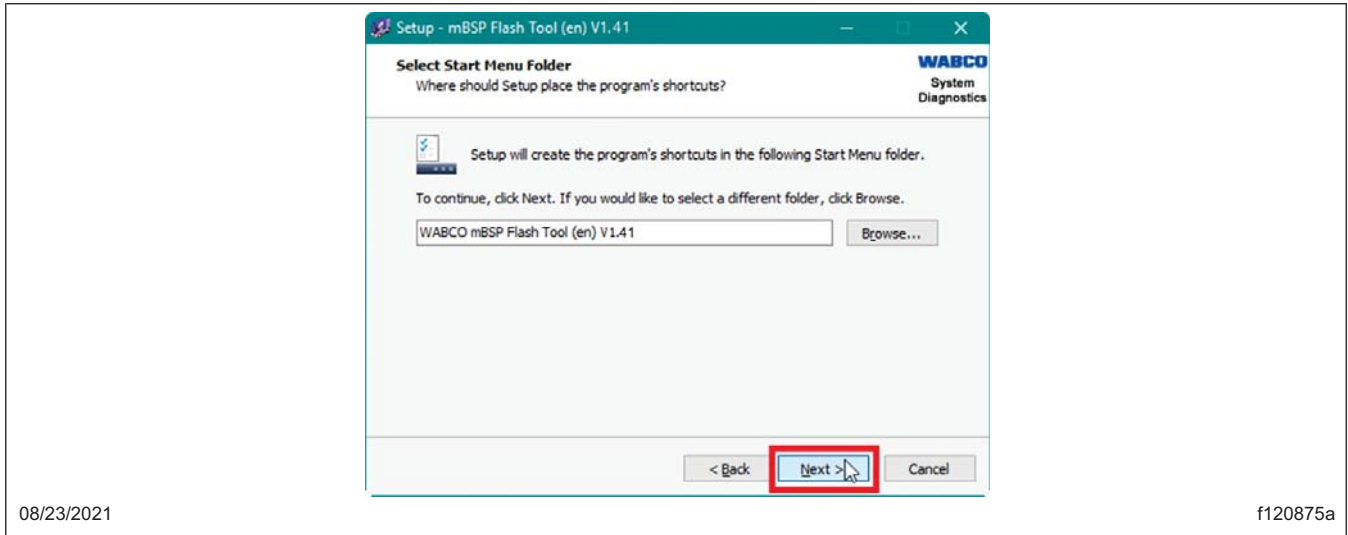 Setup - mBSP Flash Tool (en) V1.41
Select Start Menu Folder
Where should Setup place the program's shortcuts?
WABCO
System
Diagnostics
Setup will create the program's shortcuts in the following Start Menu folder.
To continue, click Next. If you would like to select a different folder, click Browse.
WABCO mBSP Flash Tool (en) V1.41
Browse...
< Back
Next >
Cancel
08/23/2021
f120875a